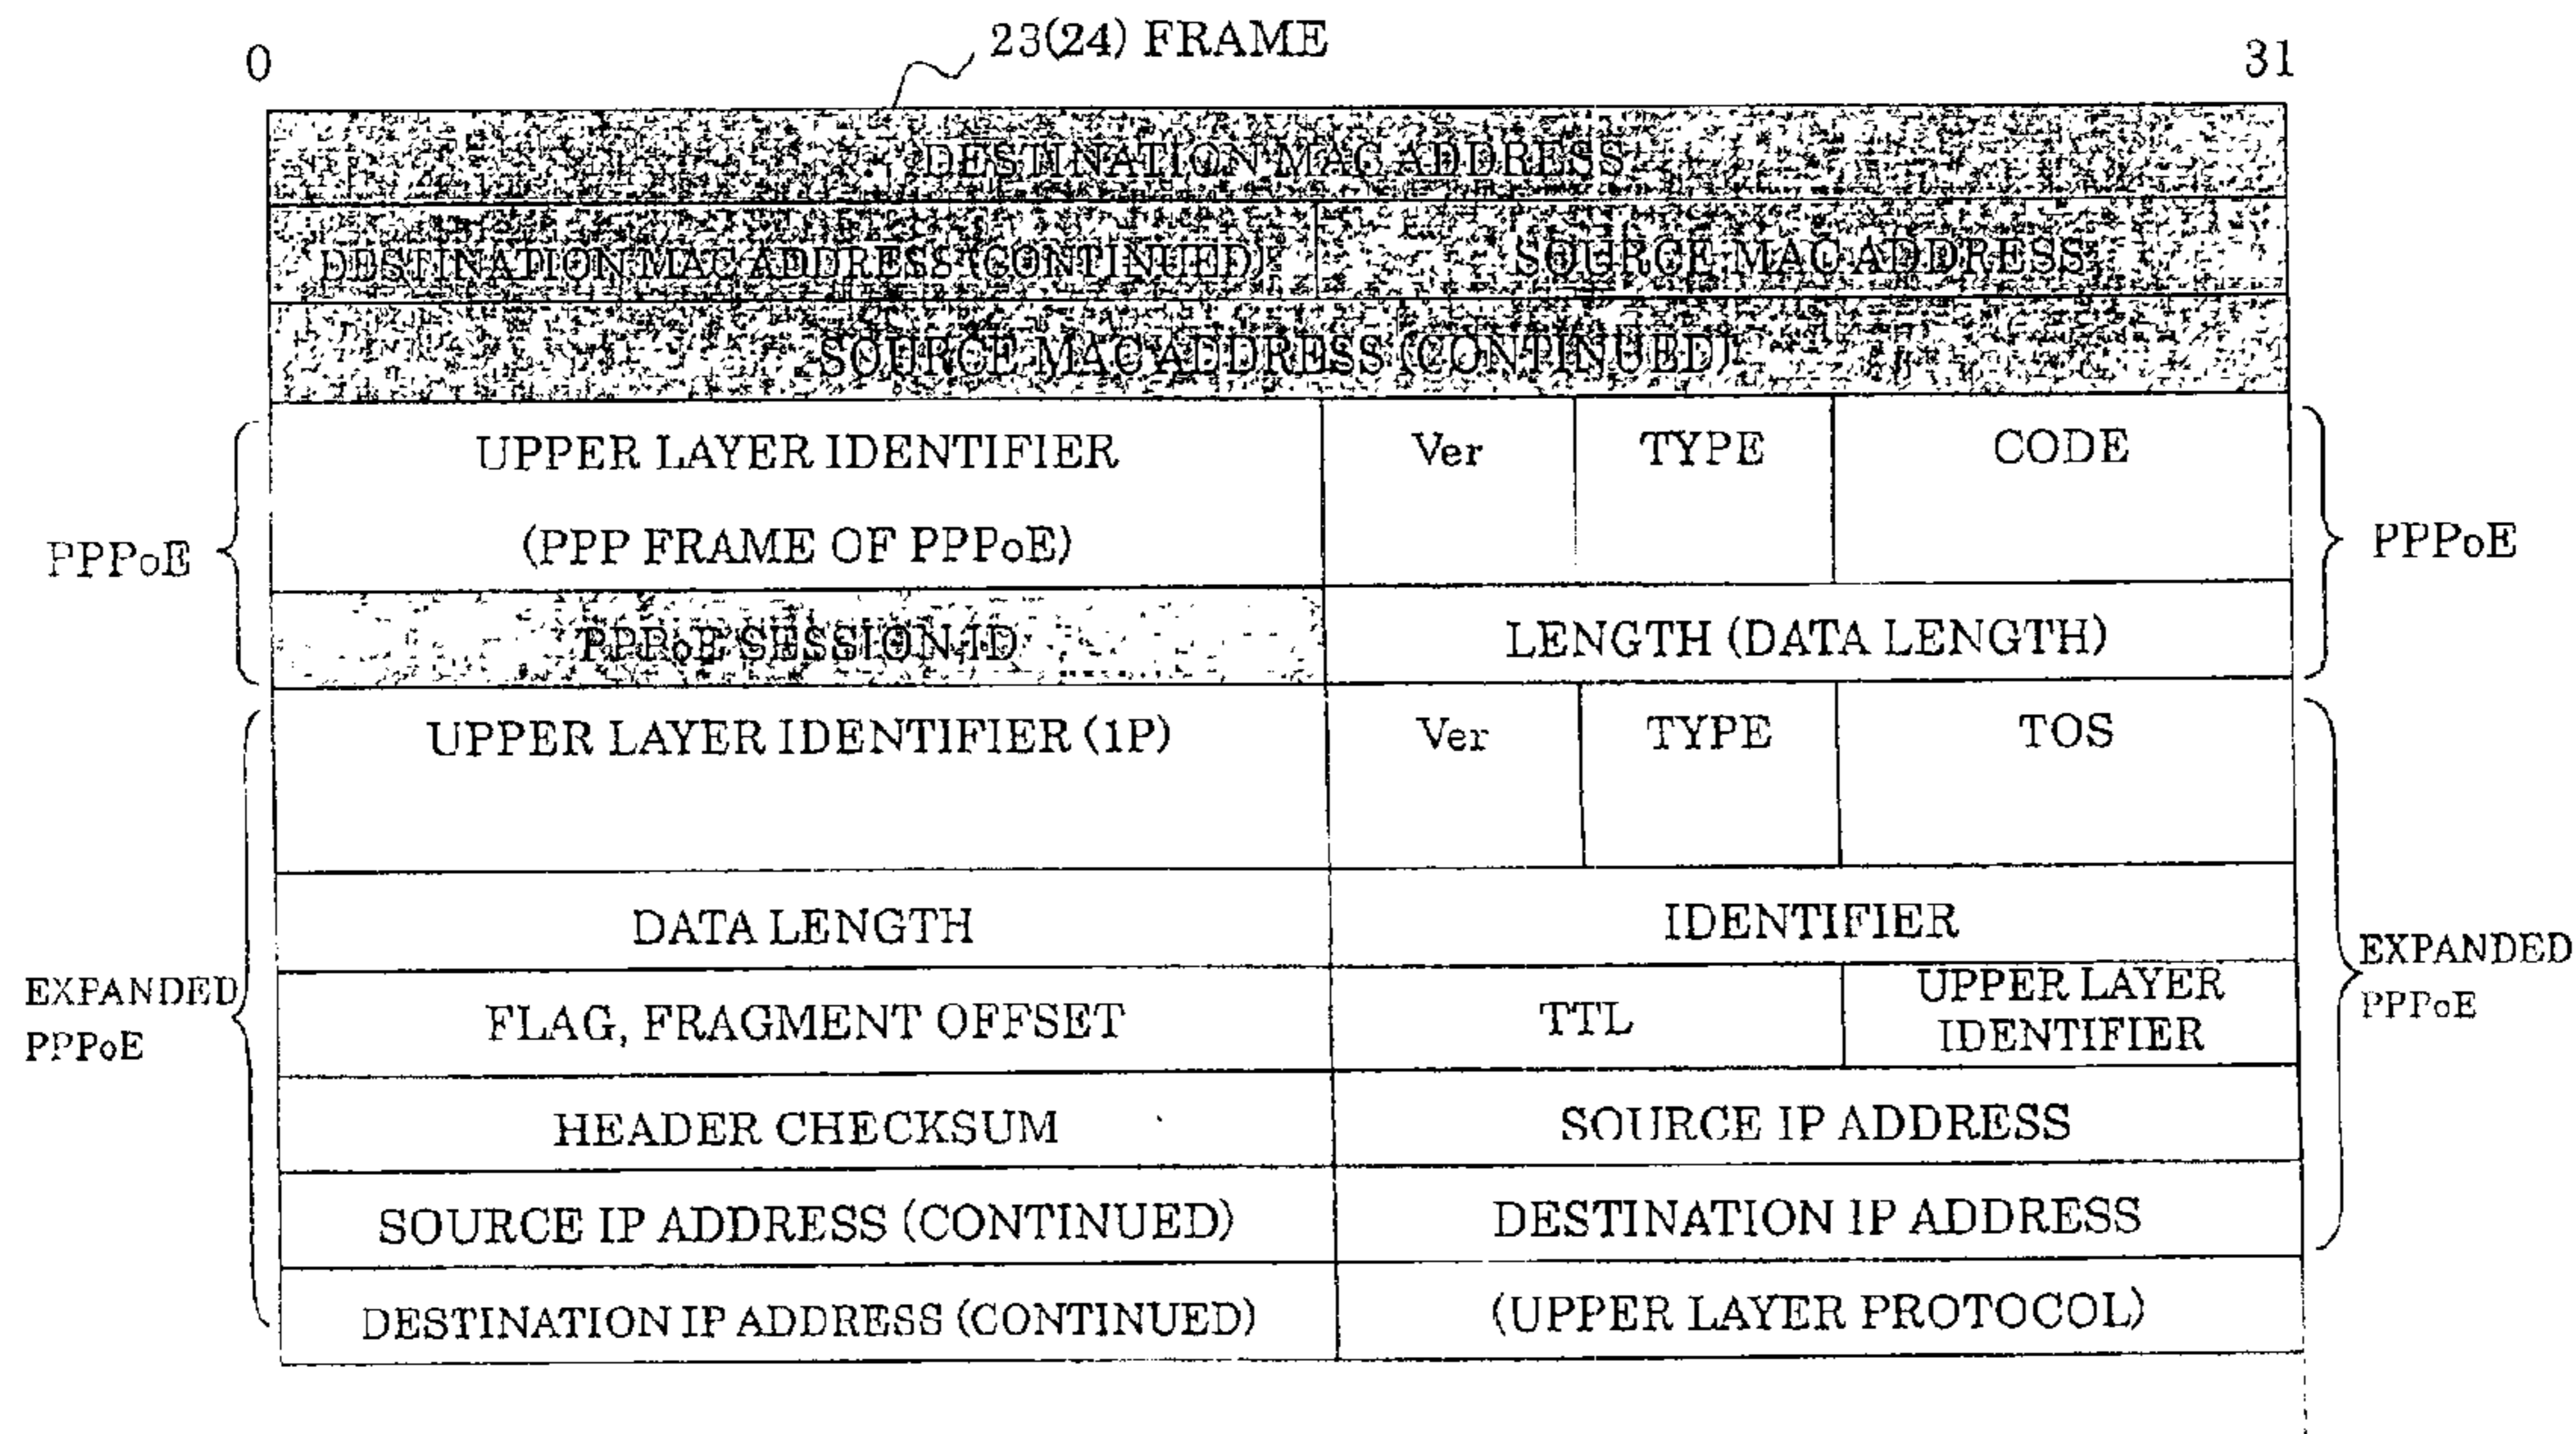 23(24) FRAME
0 31
DESTINATION MAC ADDRESS
DESTINATION MAC ADDRESS (CONTINUED) SOURCE MAC ADDRESS
SOURCE MAC ADDRESS (CONTINUED)
UPPER LAYER IDENTIFIER Ver TYPE CODE
(PPP FRAME OF PPPoE)
PPPoE PPPoE
PPPoE SESSION ID LENGTH (DATA LENGTH)
UPPER LAYER IDENTIFIER (1P) Ver TYPE TOS
DATA LENGTH IDENTIFIER
EXPANDED
PPPoE
EXPANDED
PPPoE
FLAG, FRAGMENT OFFSET TTL UPPER LAYER
IDENTIFIER
HEADER CHECKSUM SOURCE IP ADDRESS
SOURCE IP ADDRESS (CONTINUED) DESTINATION IP ADDRESS
DESTINATION IP ADDRESS (CONTINUED) (UPPER LAYER PROTOCOL)